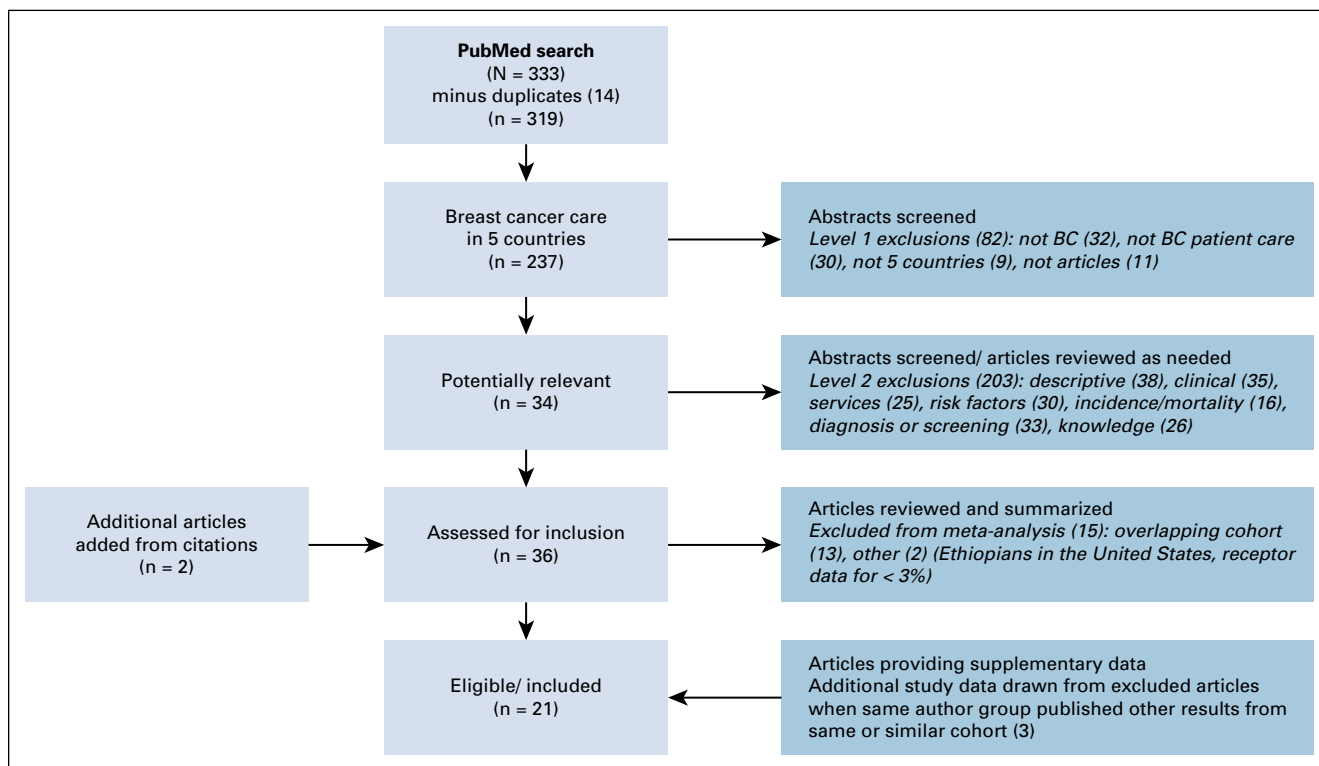 PubMed search
(N = 333)
minus duplicates (14)
(n = 319)
Breast cancer care
in 5 countries
(n = 237)
Abstracts screened
Level 1 exclusions (82): not BC (32), not BC patient care
(30), not 5 countries (9), not articles (11)
Potentially relevant
(n = 34)
Abstracts screened/ articles reviewed as needed
Level 2 exclusions (203): descriptive (38), clinical (35),
services (25), risk factors (30), incidence/mortality (16),
diagnosis or screening (33), knowledge (26)
Additional articles
added from citations
(n = 2)
Assessed for inclusion
(n = 36)
Articles reviewed and summarized
Excluded from meta-analysis (15): overlapping cohort
(13), other (2) (Ethiopians in the United States, receptor
data for < 3%)
Eligible/ included
(n = 21)
Articles providing supplementary data
Additional study data drawn from excluded articles
when same author group published other results from
same or similar cohort (3)